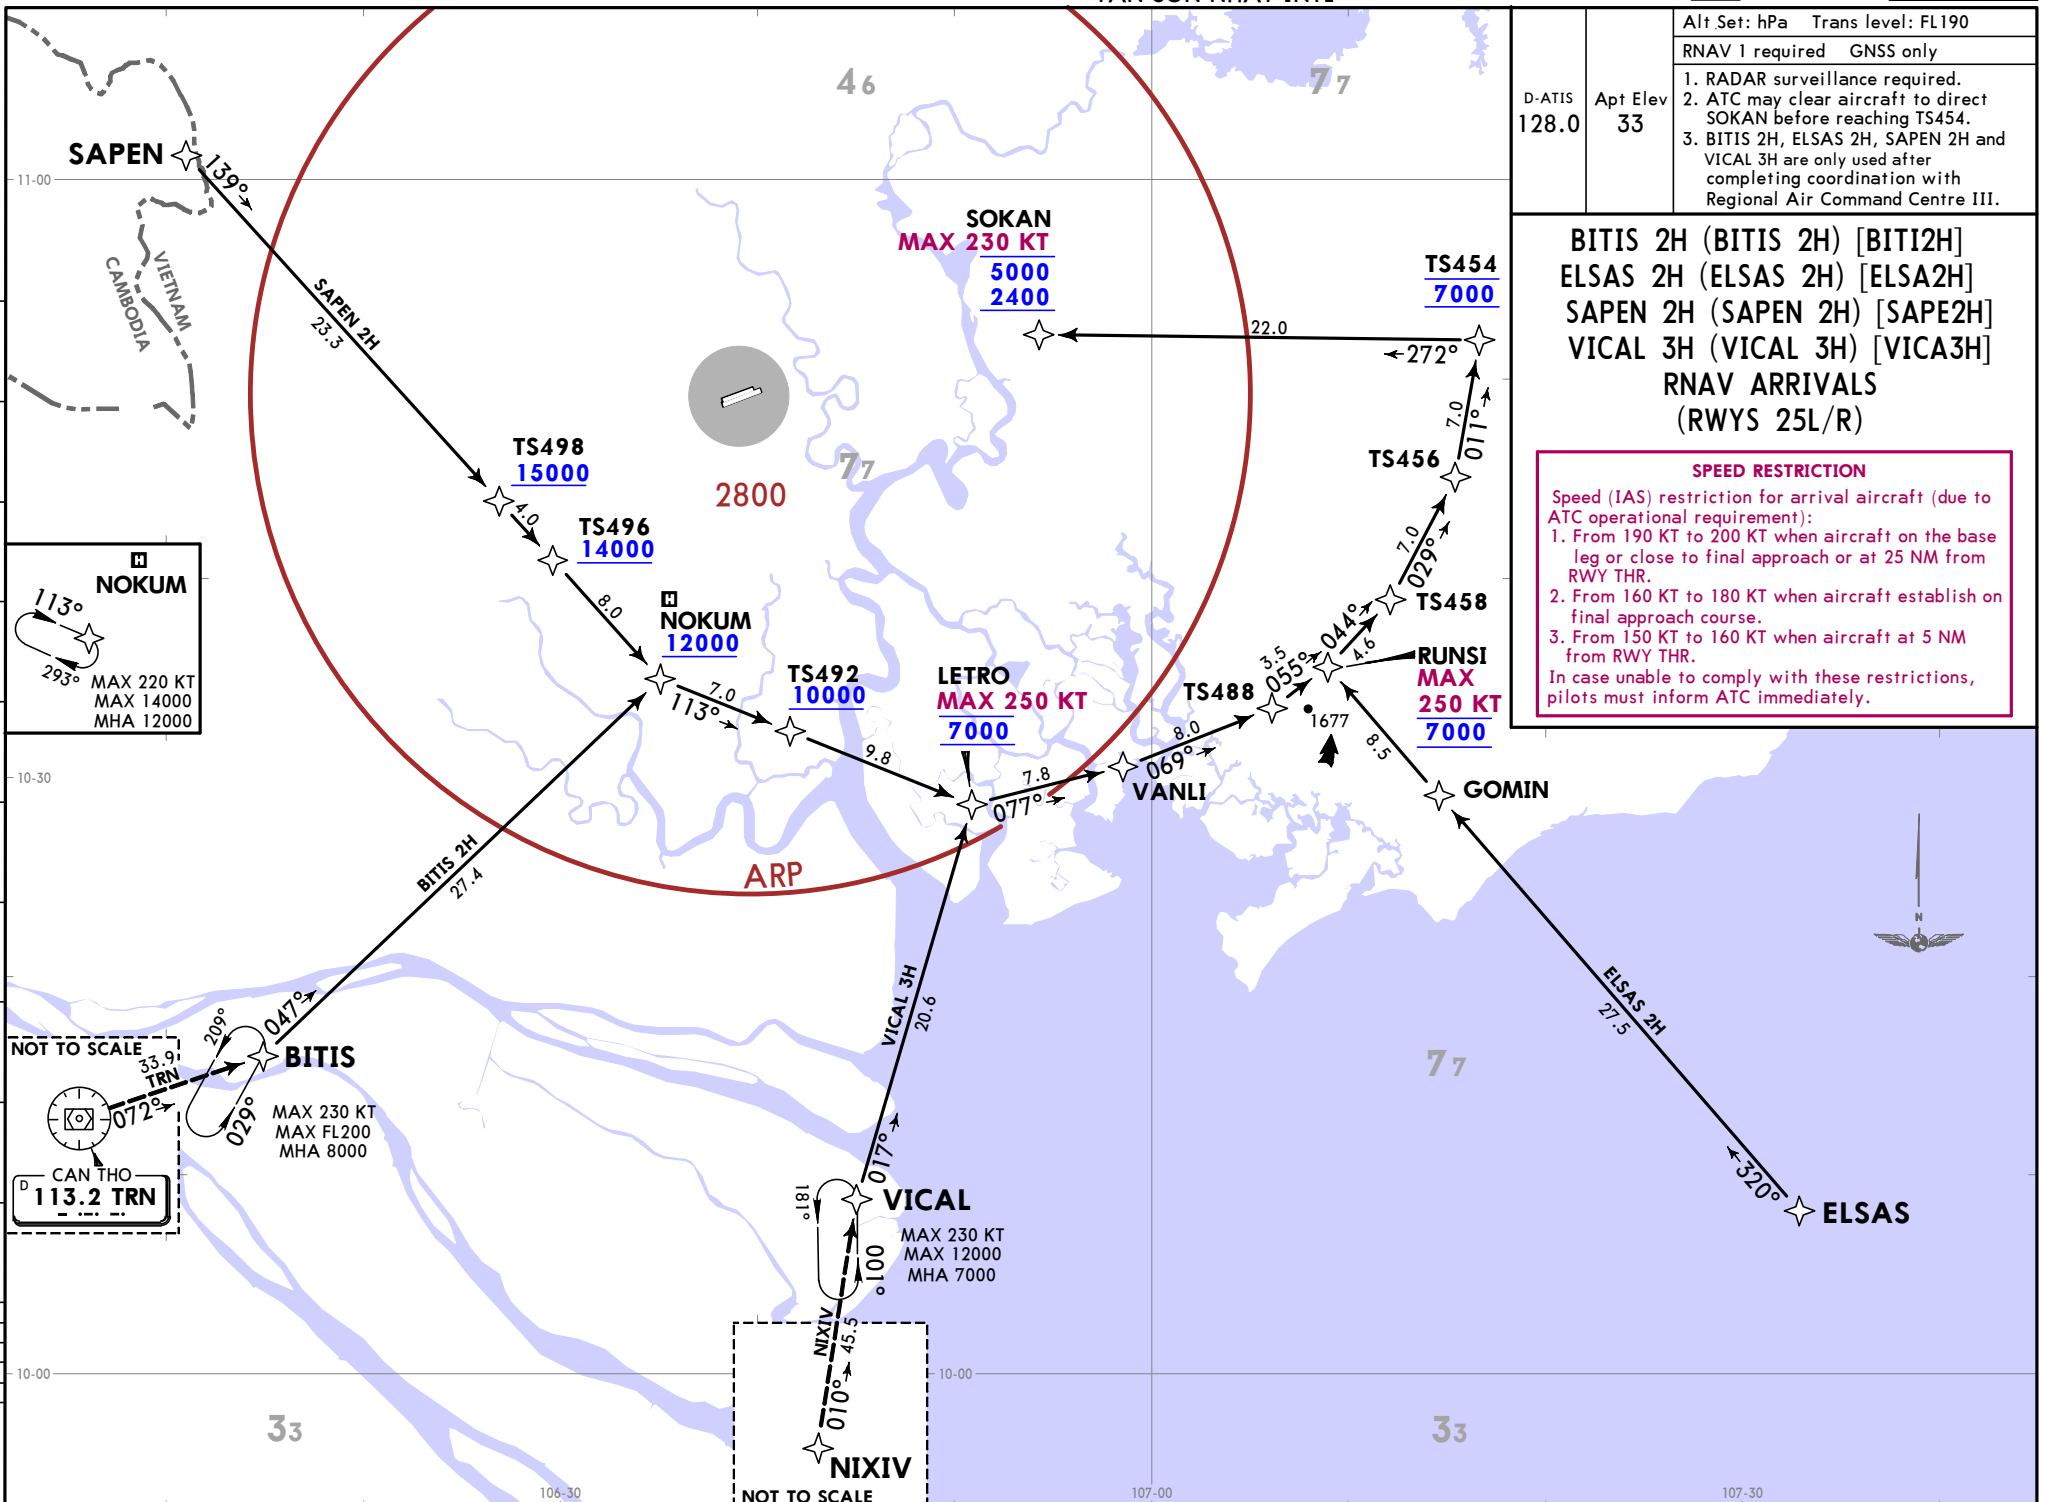 TAN SON NHAT INTL
D-ATIS
128.0
Apt Elev
33
Alt Set: hPa Trans level: FL190
RNAV 1 required GNSS only
1. RADAR surveillance required.
2. ATC may clear aircraft to direct
SOKAN before reaching TS454.
3. BITIS 2H, ELSAS 2H, SAPEN 2H and
VICAL 3H are only used after
completing coordination with
Regional Air Command Centre III.
BITIS 2H (BITIS 2H) [BITI2H]
ELSAS 2H (ELSAS 2H) [ELSA2H]
SAPEN 2H (SAPEN 2H) [SAPE2H]
VICAL 3H (VICAL 3H) [VICA3H]
RNAV ARRIVALS
(RWYS 25L/R)
SPEED RESTRICTION
Speed (IAS) restriction for arrival aircraft (due to
ATC operational requirement):
1. From 190 KT to 200 KT when aircraft on the base
leg or close to final approach or at 25 NM from
RWY THR.
2. From 160 KT to 180 KT when aircraft establish on
final approach course.
3. From 150 KT to 160 KT when aircraft at 5 NM
from RWY THR.
In case unable to comply with these restrictions,
pilots must inform ATC immediately.
46
77
SAPEN
139°
11-00
VIETNAM
CAMBODIA
SAPEN 2H
23.3
SOKAN
MAX 230 KT
5000
2400
TS454
7000
22.0
272°
7.0
011°
TS456
7.0
029°
TS458
044°
4.6
77
2800
TS498
15000
4.0
TS496
14000
8.0
H
NOKUM
12000
7.0
113°
TS492
10000
9.8
LETRO
MAX 250 KT
7000
7.8
077°
VANLI
8.0
069°
TS488
3.5
055°
RUNSI
MAX
250 KT
7000
1677
8.5
GOMIN
H
NOKUM
113°
293°
MAX 220 KT
MAX 14000
MHA 12000
10-30
ARP
BITIS 2H
27.4
047°
209°
029°
BITIS
MAX 230 KT
MAX FL200
MHA 8000
NOT TO SCALE
33.9
TRN
072°
CAN THO
D 113.2 TRN
VICAL 3H
20.6
017°
181°
001°
VICAL
MAX 230 KT
MAX 12000
MHA 7000
NIXIV
45.5
010°
NIXIV
NOT TO SCALE
77
ELSAS 2H
27.5
320°
ELSAS
N
10-00
10-00
33
33
106-30
107-00
107-30